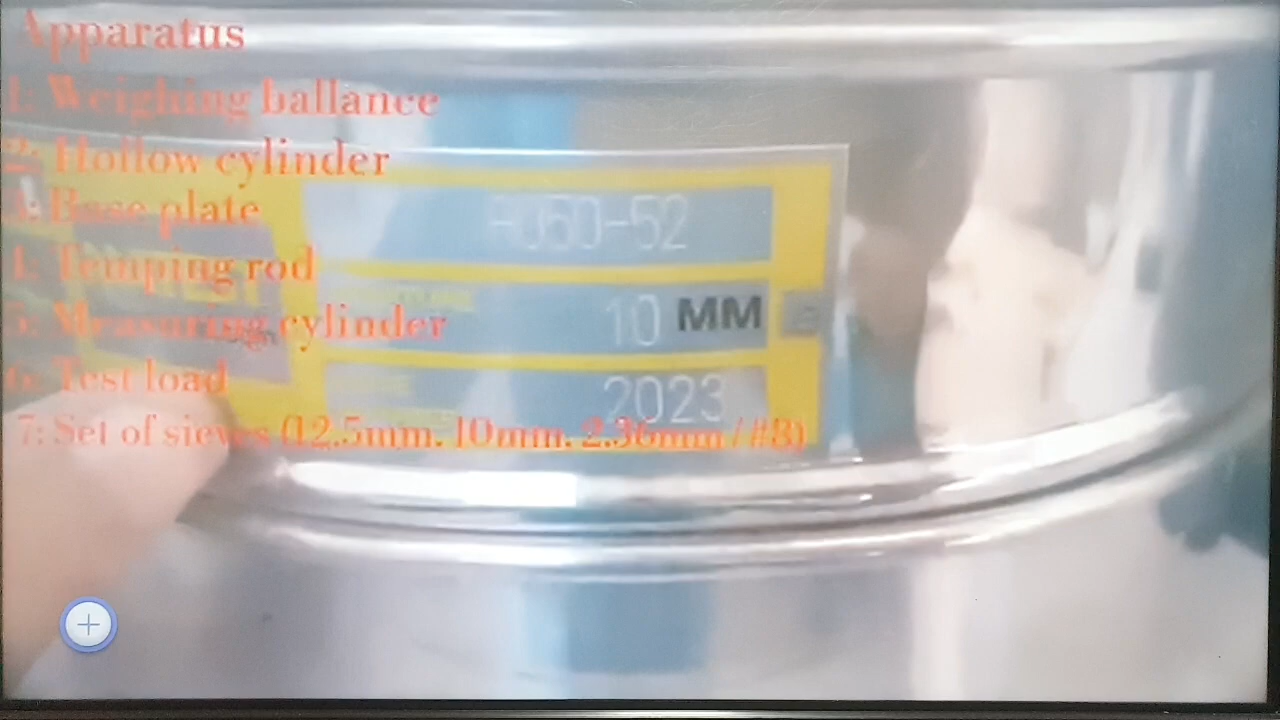 Apparatus
1: Weighing ballance
2: Hollow cylinder
3: Base plate
4: Temping rod
5: Measuring cylinder
6: Test load
7: Set of sieves (12.5mm, 10mm, 2.36mm / #8)
-52
10 MM
2023